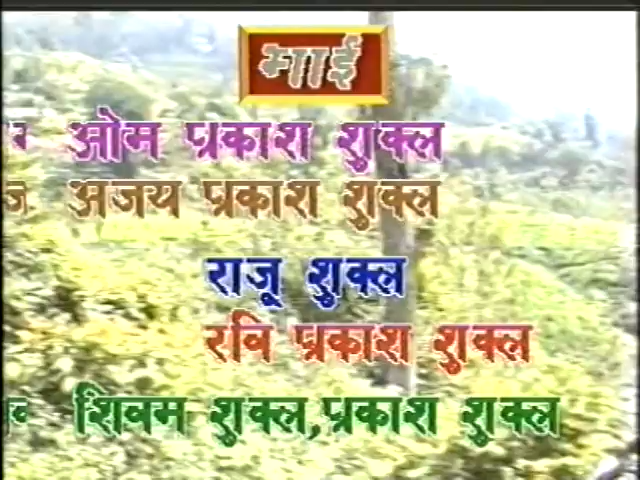 माई
ओम प्रकाश शुक्ल
अजय प्रकाश शुक्ल
राजू शुक्ल
रवि प्रकाश शुक्ल
शिवम शुक्ल,प्रकाश शुक्ल